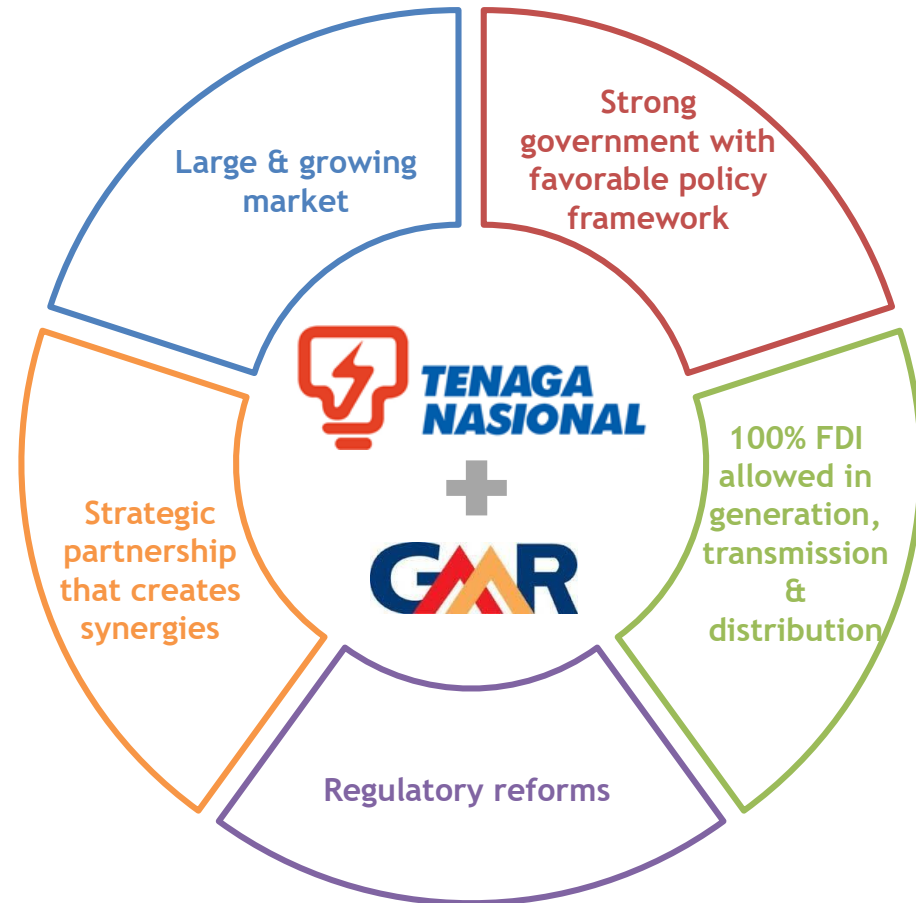 Large & growing
market
Strong
government with
favorable policy
framework
100% FDI
allowed in
generation,
transmission
&
distribution
Regulatory reforms
Strategic
partnership
that creates
synergies
TENAGA
NASIONAL
GMR